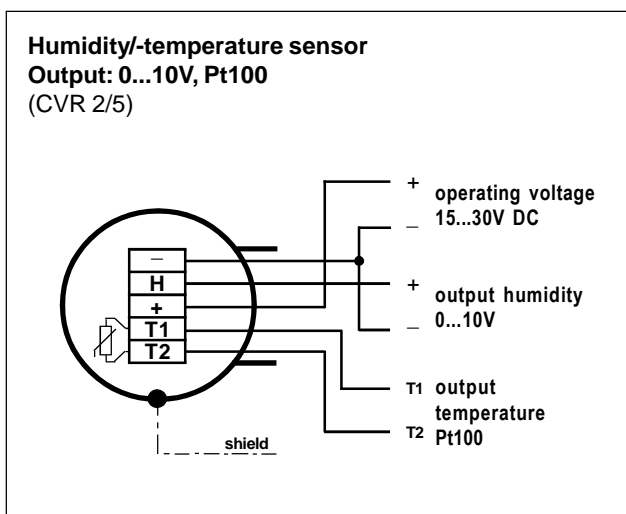 Humidity/-temperature sensor
Output: 0...10V, Pt100
(CVR 2/5)
+ operating voltage
15...30V DC
–
–
H
+
T1
T2
+ output humidity
0...10V
–
T1 output
temperature
T2 Pt100
shield